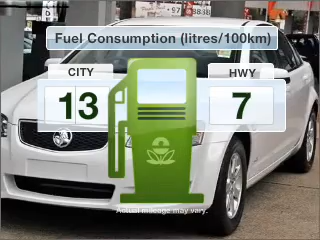 Fuel Consumption (litres/100km)
CITY HWY
13 7
Actual mileage may vary.